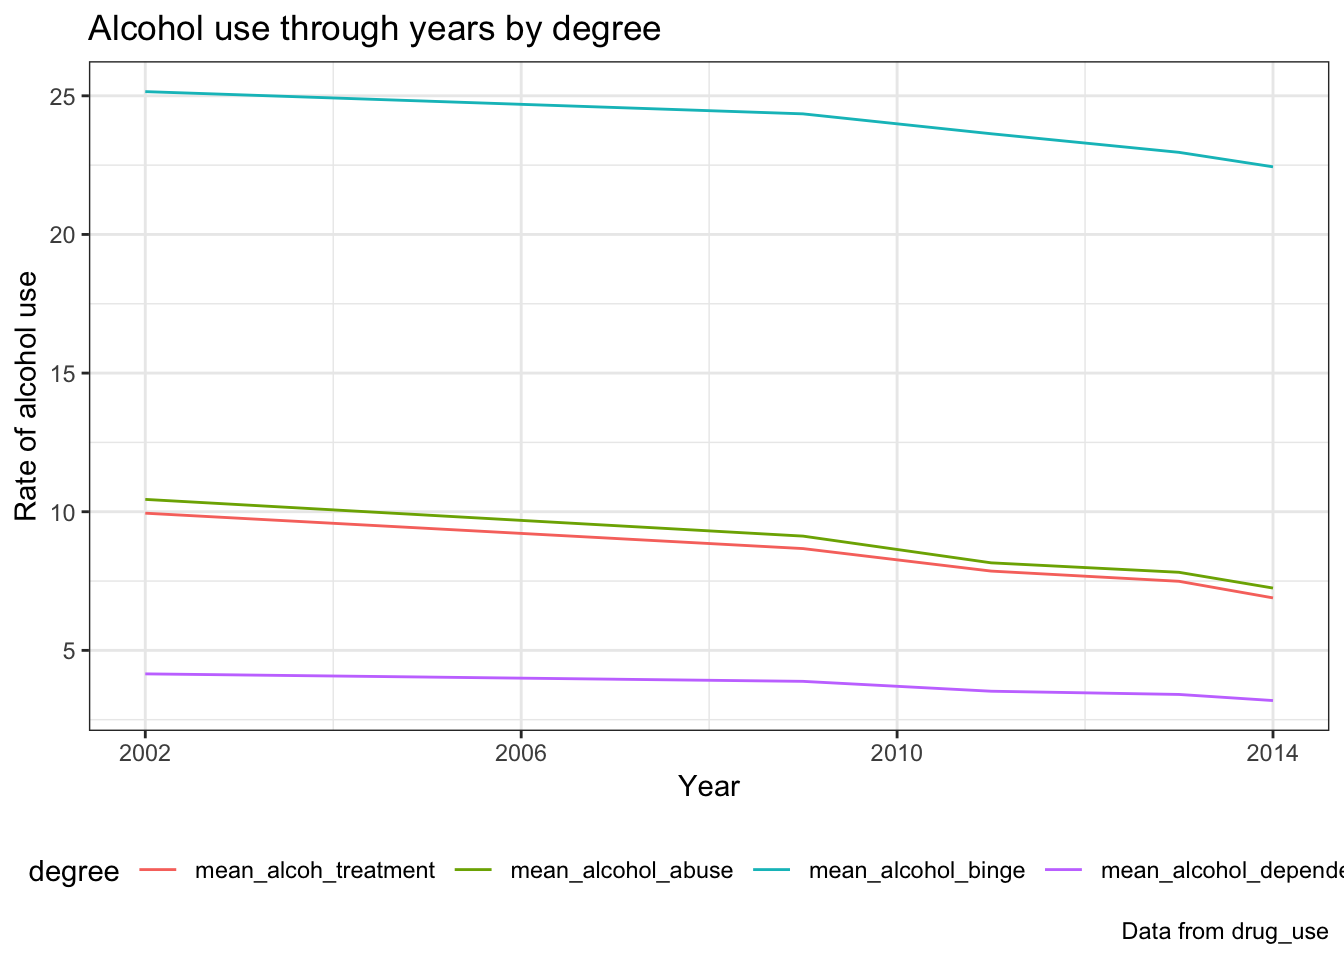 Alcohol use through years by degree
25
20
15
10
5
Rate of alcohol use
2002 2006 2010 2014
Year
degree mean_alcoh_treatment mean_alcohol_abuse mean_alcohol_binge mean_alcohol_depende
Data from drug_use